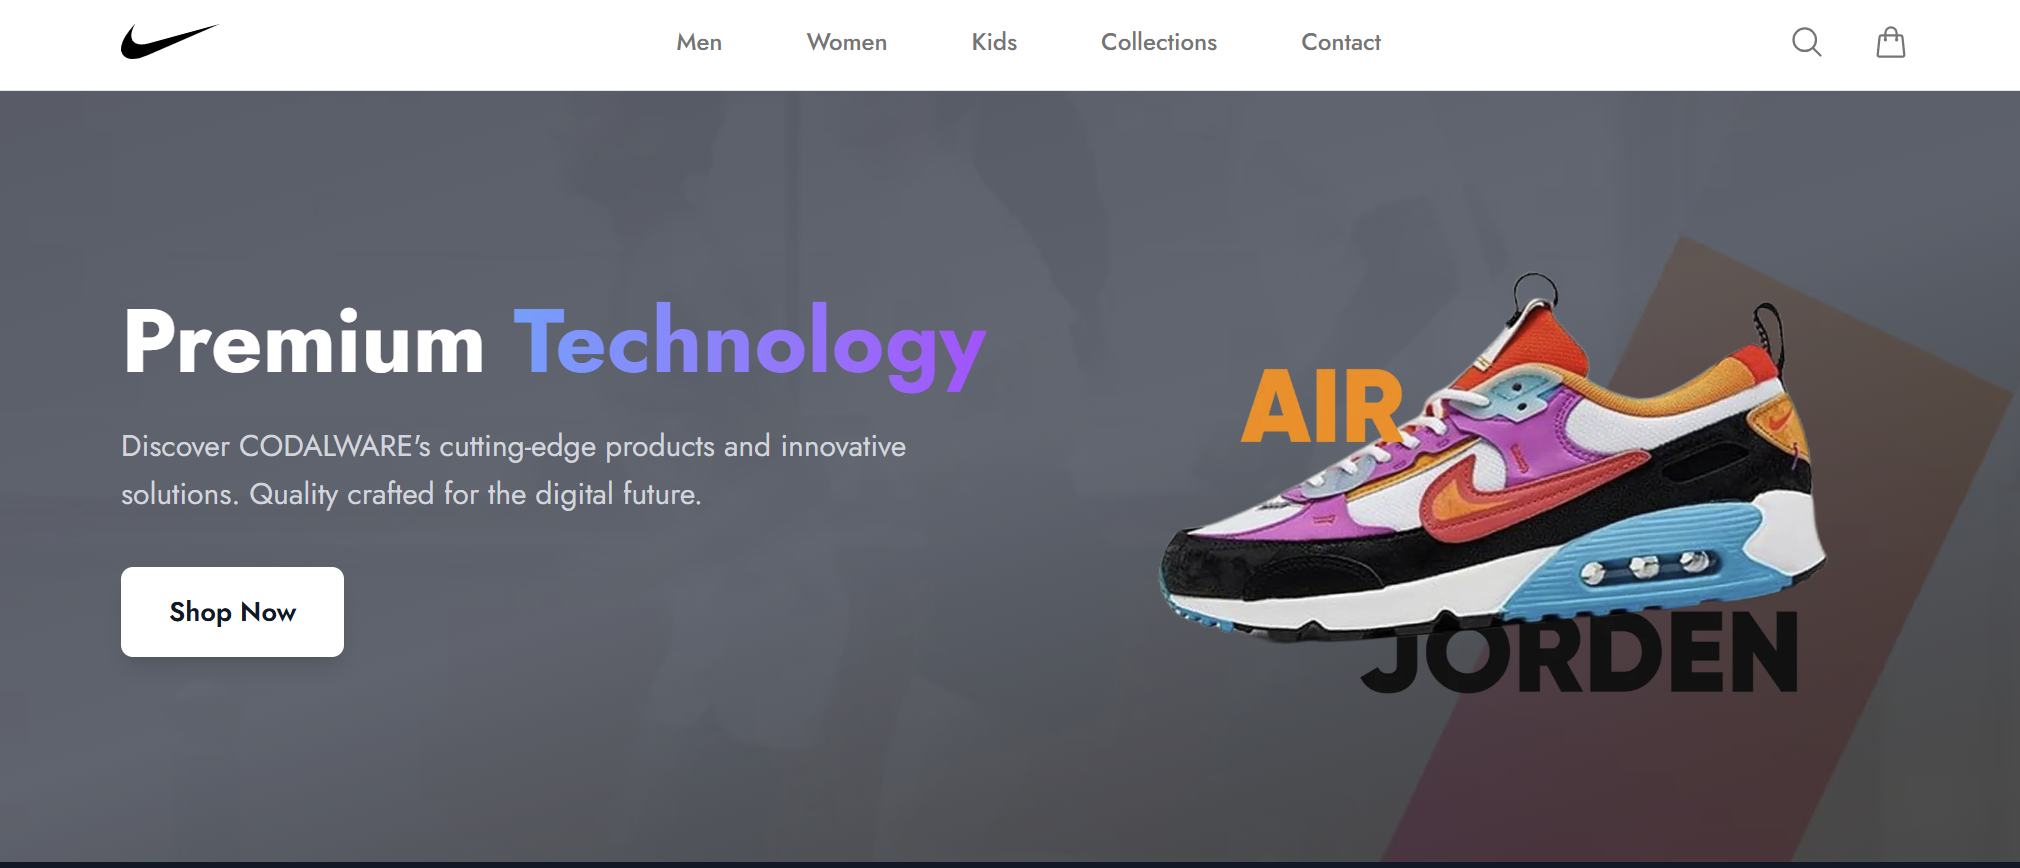 Men Women Kids Collections Contact
Premium Technology
Discover CODALWARE's cutting-edge products and innovative
solutions. Quality crafted for the digital future.
Shop Now
AIR
JORDEN